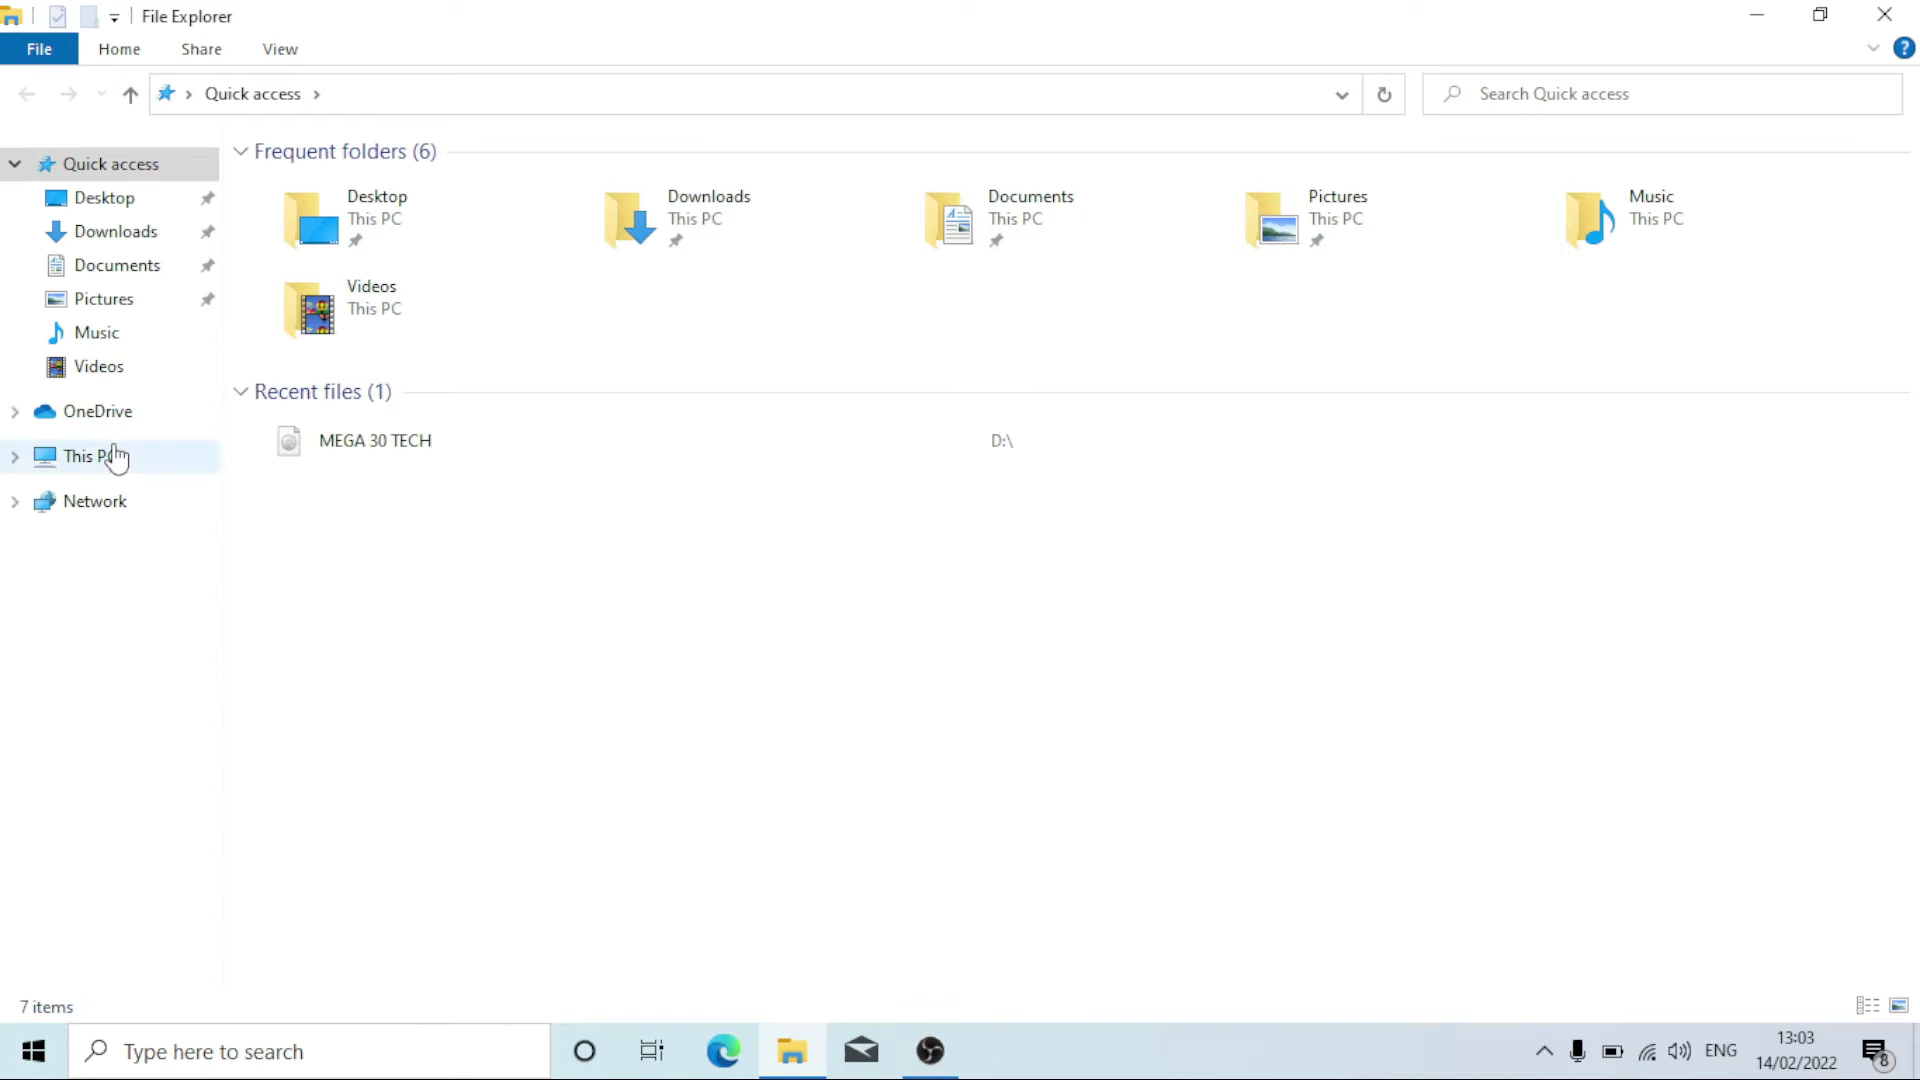 File Explorer
File Home Share View
?
Quick access
Search Quick access
Quick access
Desktop
Downloads
Documents
Pictures
Music
Videos
OneDrive
This
Network
Frequent folders (6)
Desktop
This PC
Downloads
This PC
Documents
This PC
Pictures
This PC
Music
This PC
Videos
This PC
Recent files (1)
MEGA 30 TECH D:\
7 items
Type here to search
ENG
13:03
14/02/2022
8